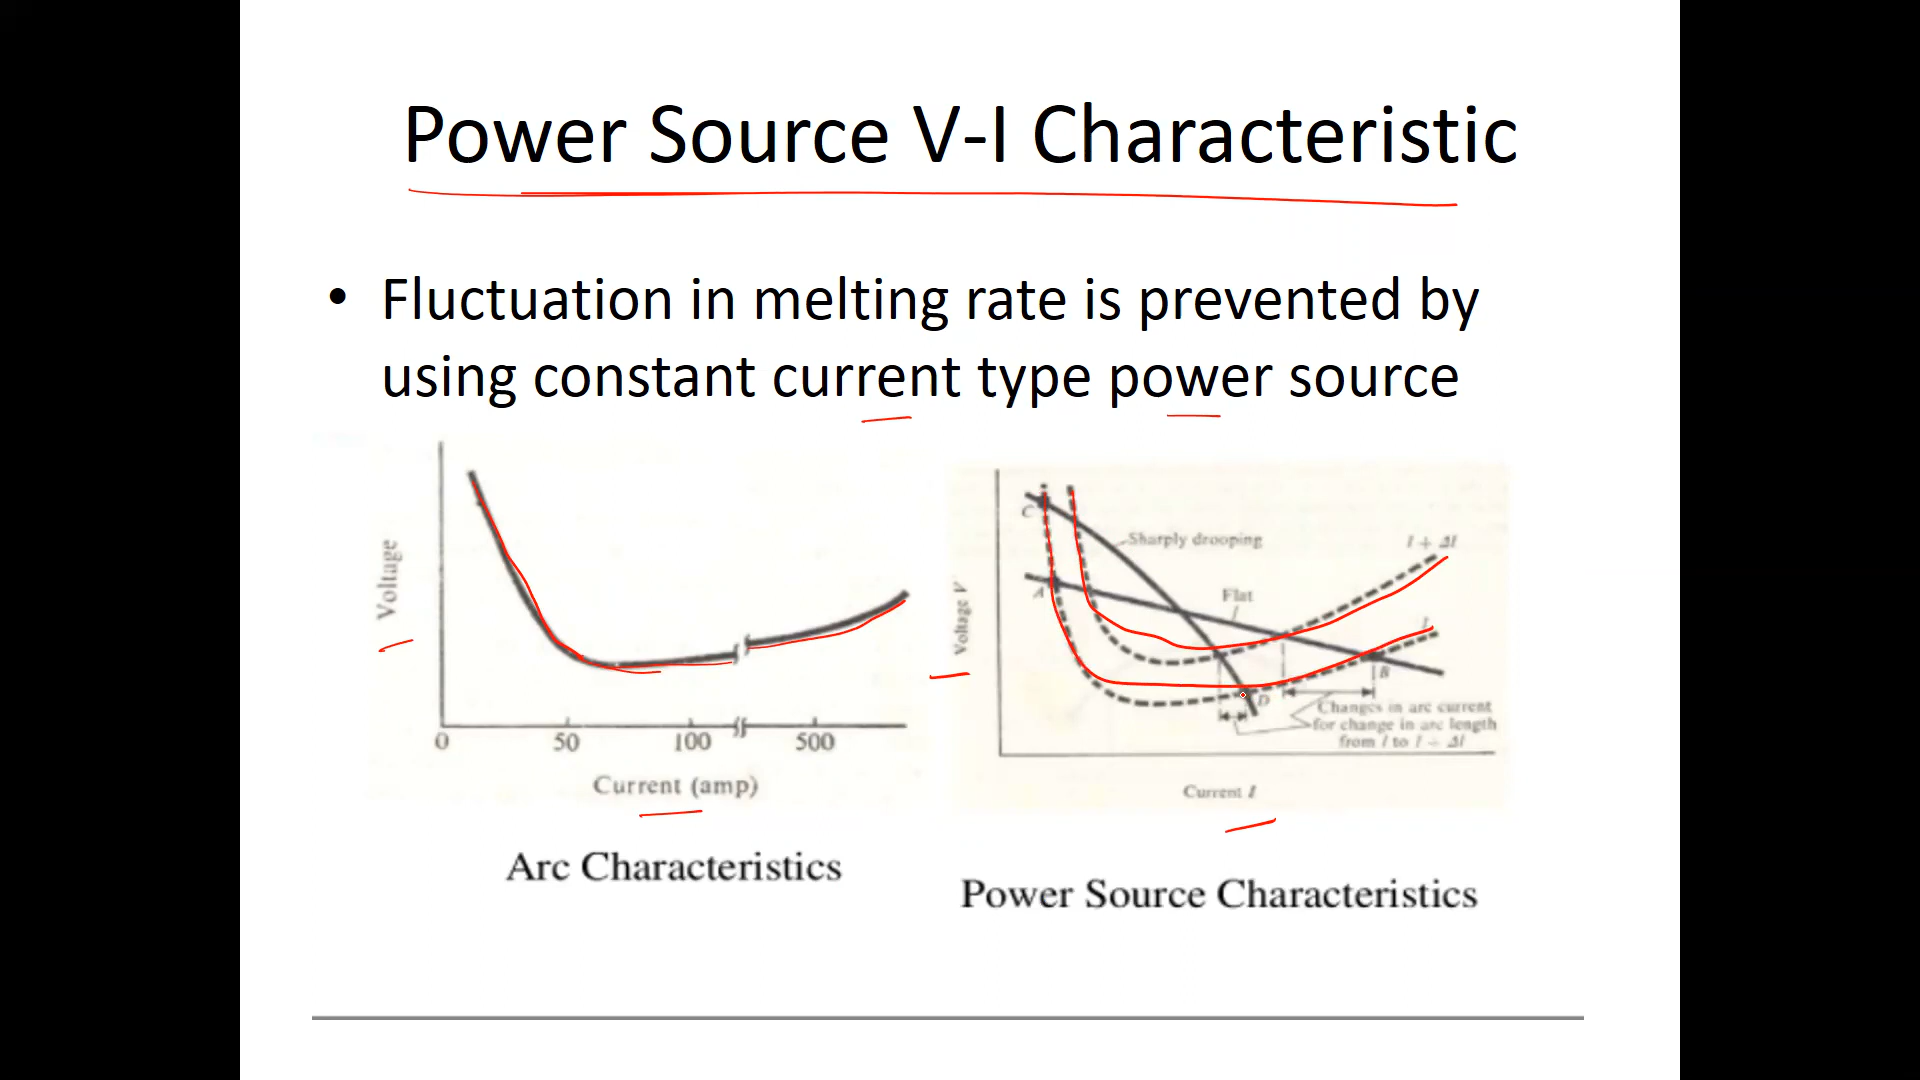 Power Source V-I Characteristic
• Fluctuation in melting rate is prevented by
using constant current type power source
Voltage
0 50 100 500
Current (amp)
Arc Characteristics
C
Sharply drooping
l + Δl
A
Flat
l
Voltage V
B
D
Changes in arc current
for change in arc length
from l to l + Δl
Current I
Power Source Characteristics